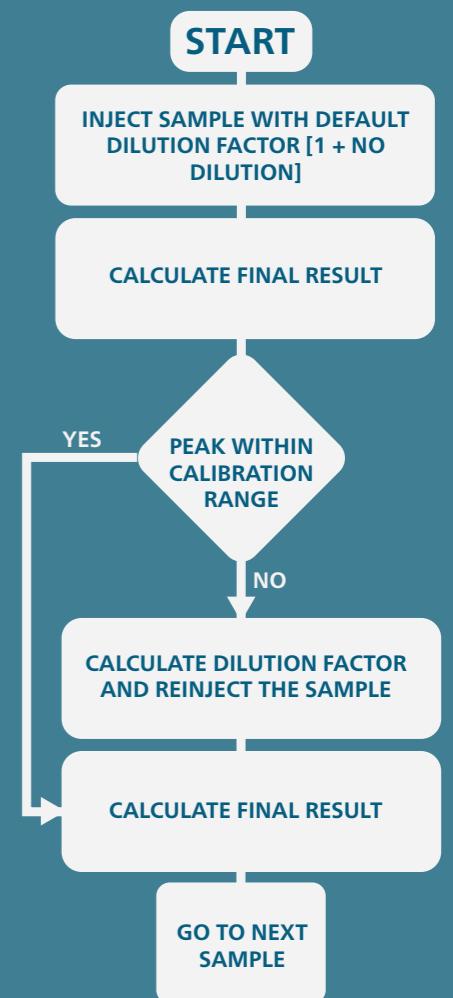 START
INJECT SAMPLE WITH DEFAULT
DILUTION FACTOR [1 + NO
DILUTION]
CALCULATE FINAL RESULT
YES
PEAK WITHIN
CALIBRATION
RANGE
NO
CALCULATE DILUTION FACTOR
AND REINJECT THE SAMPLE
CALCULATE FINAL RESULT
GO TO NEXT
SAMPLE